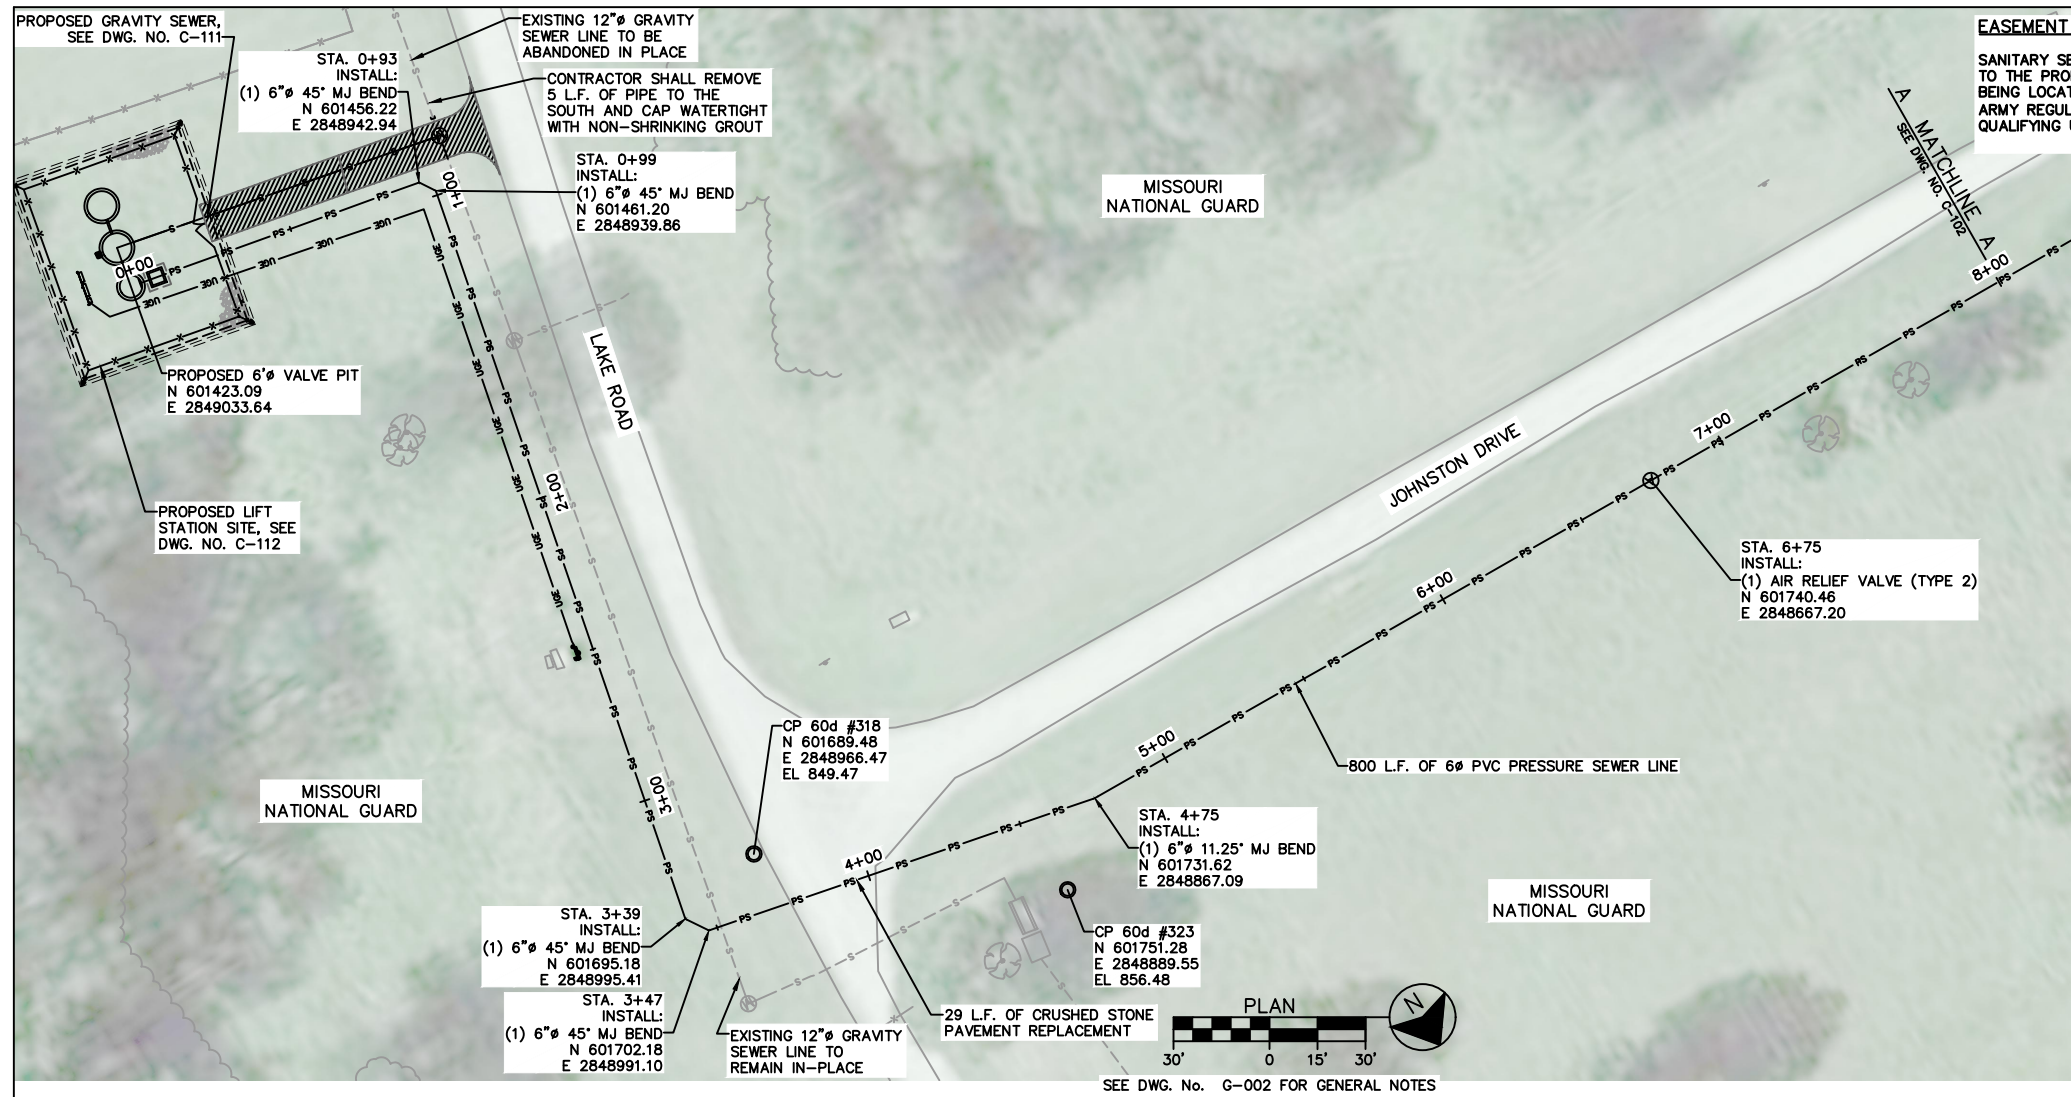 PROPOSED GRAVITY SEWER,
SEE DWG. NO. C-111
EXISTING 12"ø GRAVITY
SEWER LINE TO BE
ABANDONED IN PLACE
STA. 0+93
INSTALL:
(1) 6"ø 45° MJ BEND
N 601456.22
E 2848942.94
CONTRACTOR SHALL REMOVE
5 L.F. OF PIPE TO THE
SOUTH AND CAP WATERTIGHT
WITH NON-SHRINKING GROUT
STA. 0+99
INSTALL:
(1) 6"ø 45° MJ BEND
N 601461.20
E 2848939.86
MISSOURI
NATIONAL GUARD
EASEMENT
SANITARY
TO THE
BEING
ARMY
QUALIFYING
A MATCHLINE A
SEE DWG. NO. C-102
0+00
1+00
2+00
3+00
4+00
5+00
6+00
7+00
8+00
PROPOSED 6'ø VALVE PIT
N 601423.09
E 2849033.64
LAKE ROAD
JOHNSTON DRIVE
PROPOSED LIFT
STATION SITE, SEE
DWG. NO. C-112
STA. 6+75
INSTALL:
(1) AIR RELIEF VALVE (TYPE 2)
N 601740.46
E 2848667.20
CP 60d #318
N 601689.48
E 2848966.47
EL 849.47
800 L.F. OF 6ø PVC PRESSURE SEWER LINE
MISSOURI
NATIONAL GUARD
STA. 4+75
INSTALL:
(1) 6"ø 11.25° MJ BEND
N 601731.62
E 2848867.09
MISSOURI
NATIONAL GUARD
STA. 3+39
INSTALL:
(1) 6"ø 45° MJ BEND
N 601695.18
E 2848995.41
CP 60d #323
N 601751.28
E 2848889.55
EL 856.48
STA. 3+47
INSTALL:
(1) 6"ø 45° MJ BEND
N 601702.18
E 2848991.10
EXISTING 12"ø GRAVITY
SEWER LINE TO
REMAIN IN-PLACE
29 L.F. OF CRUSHED STONE
PAVEMENT REPLACEMENT
PLAN
N
30' 0 15' 30'
SEE DWG. No. G-002 FOR GENERAL NOTES